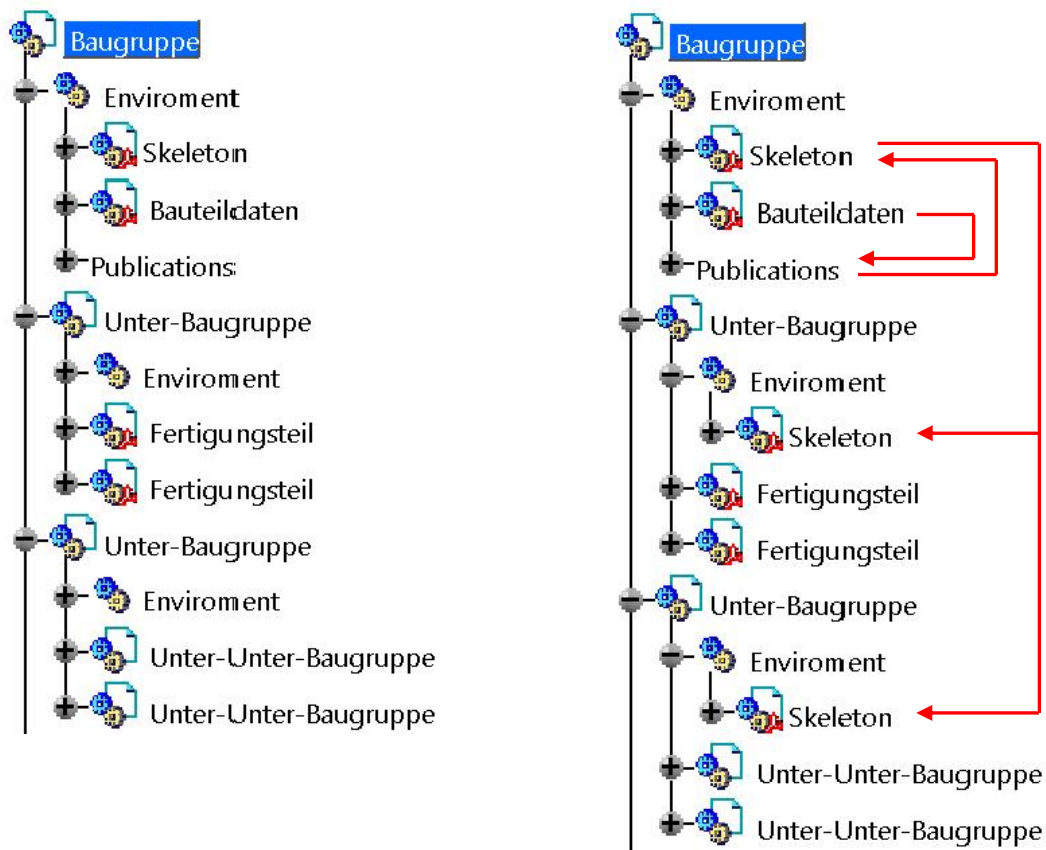 Baugruppe
Enviroment
Skeleton
Bauteildaten
Publications
Unter-Baugruppe
Enviroment
Fertigungsteil
Fertigungsteil
Unter-Baugruppe
Enviroment
Unter-Unter-Baugruppe
Unter-Unter-Baugruppe
Baugruppe
Enviroment
Skeleton
Bauteildaten
Publications
Unter-Baugruppe
Enviroment
Skeleton
Fertigungsteil
Fertigungsteil
Unter-Baugruppe
Enviroment
Skeleton
Unter-Unter-Baugruppe
Unter-Unter-Baugruppe